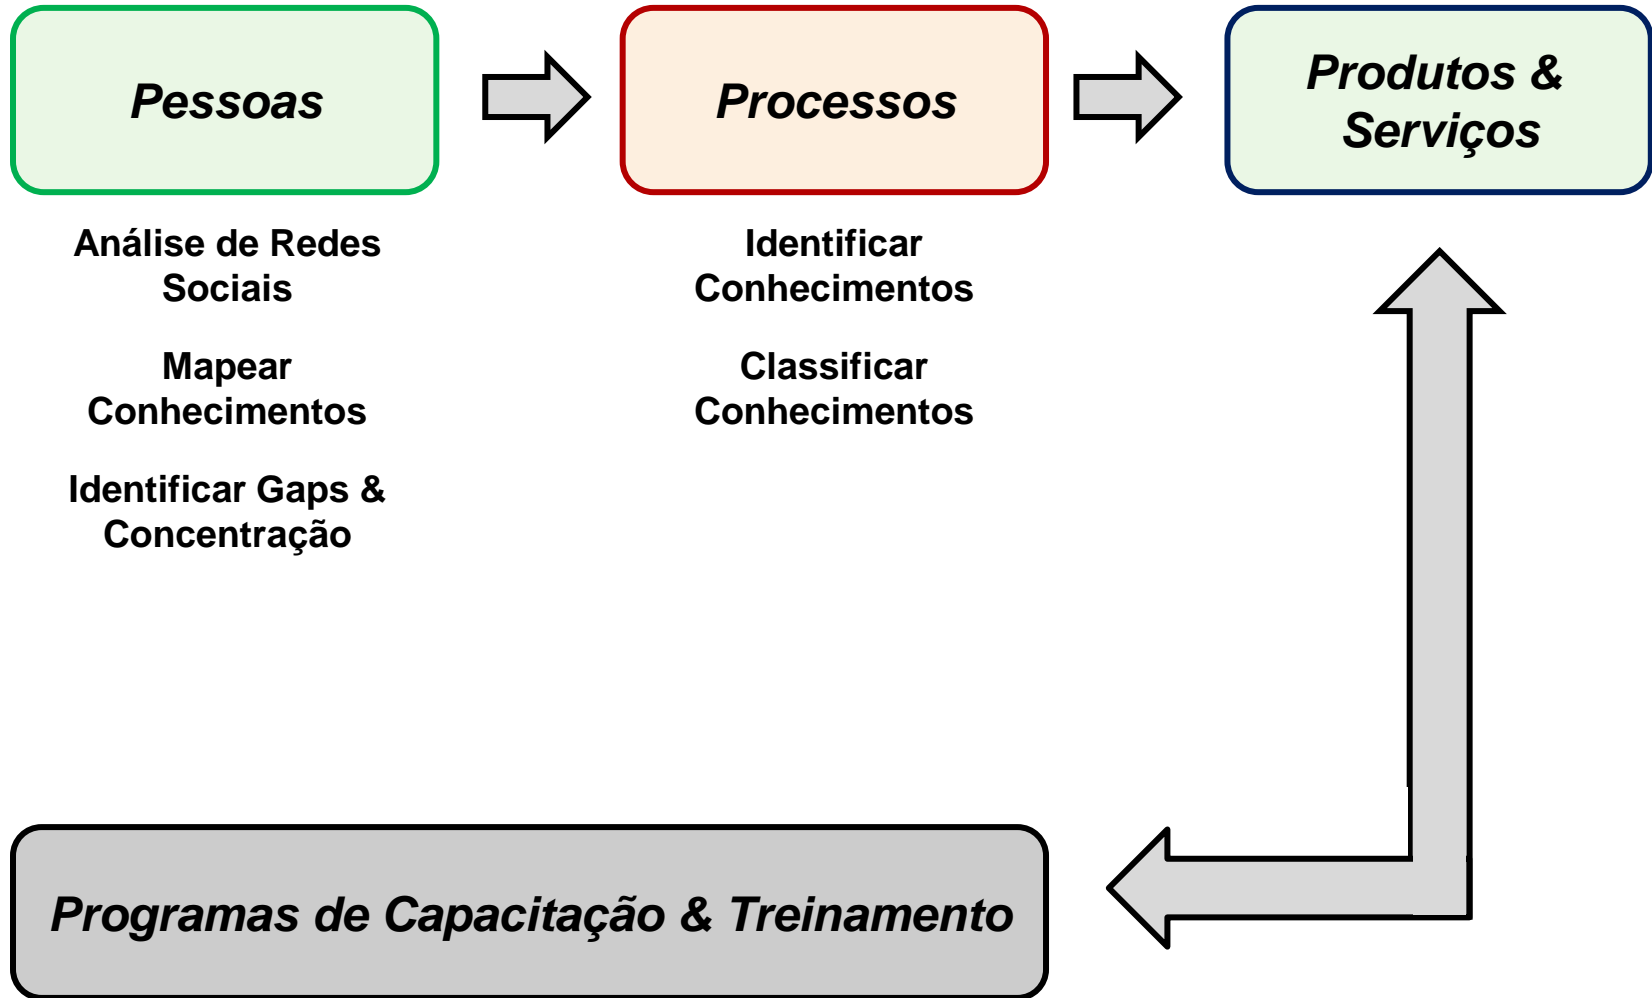 Pessoas
Processos
Produtos &
Serviços
Análise de Redes
Sociais
Mapear
Conhecimentos
Identificar Gaps &
Concentração
Identificar
Conhecimentos
Classificar
Conhecimentos
Programas de Capacitação & Treinamento